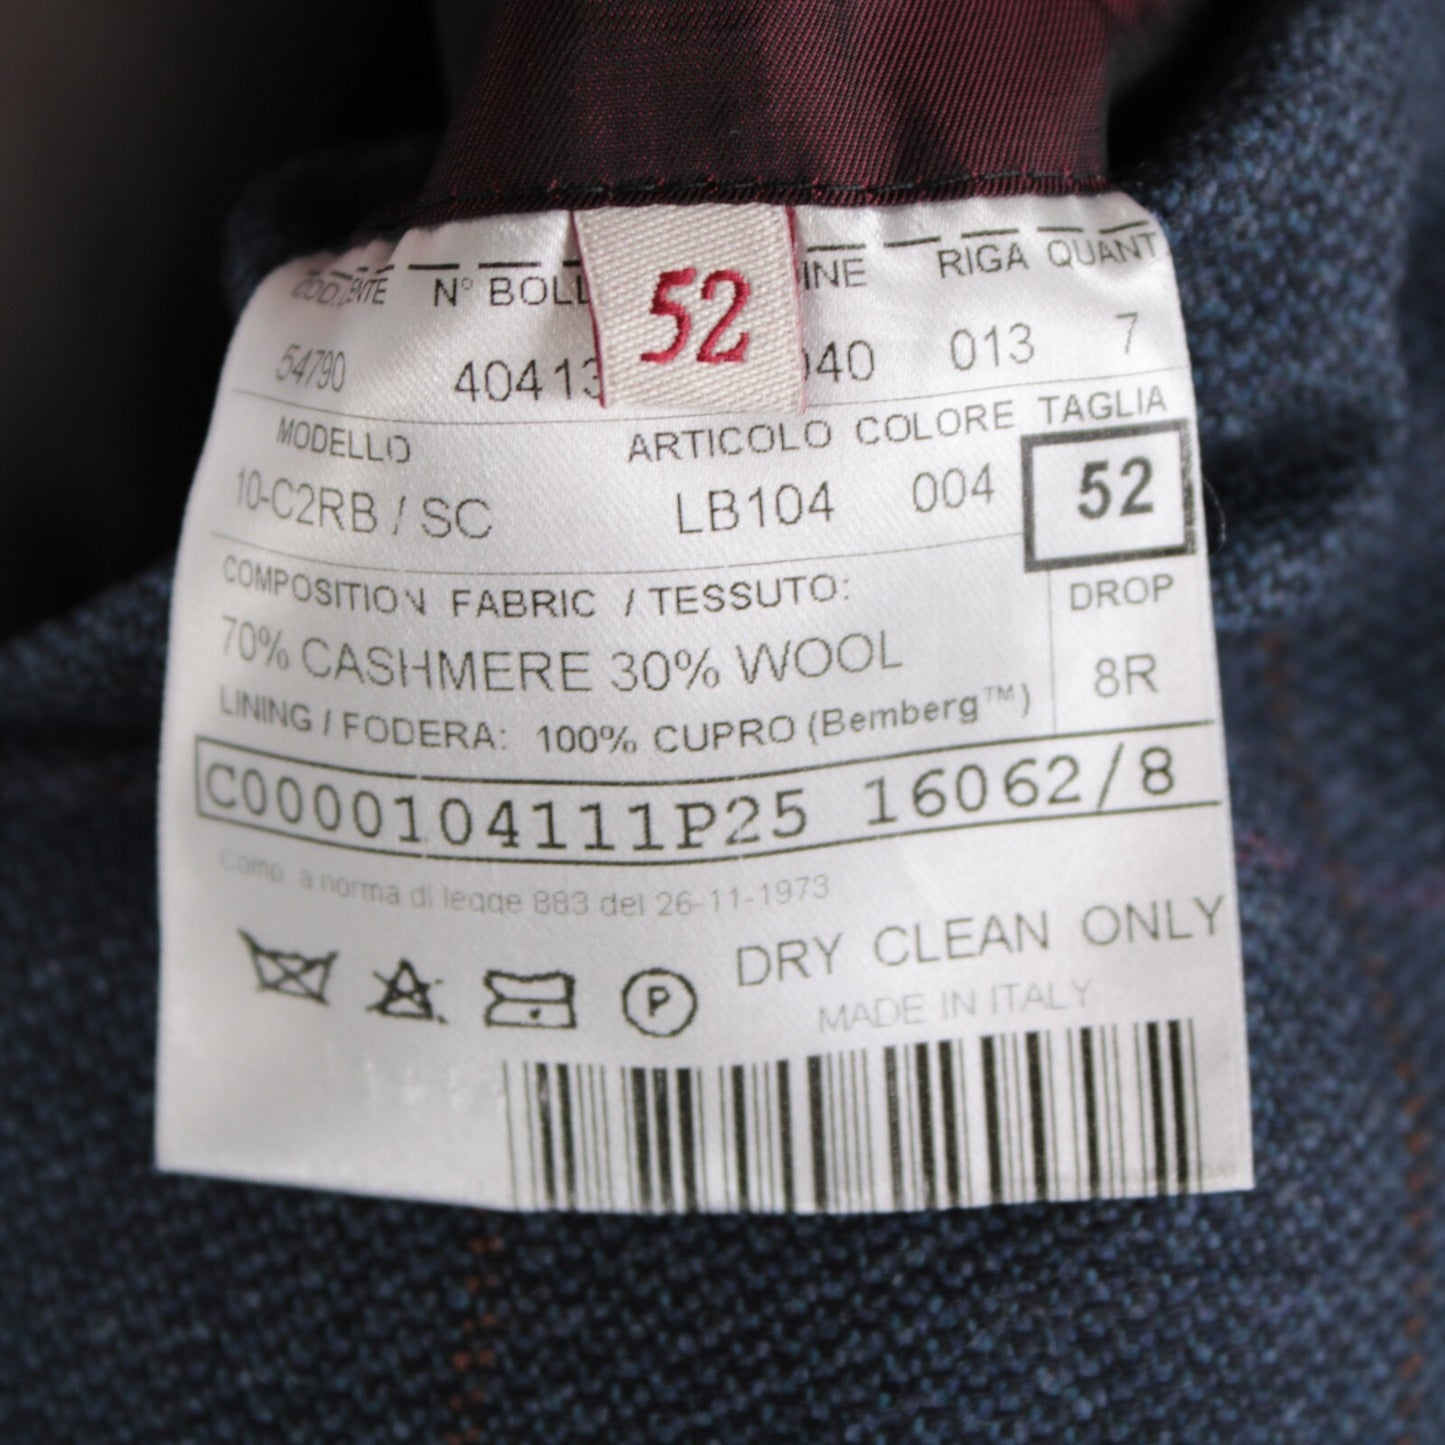 52
N° BOLL INE RIGA QUANT
54790 40413 040 013 7
MODELLO ARTICOLO COLORE TAGLIA
10-C2RB / SC LB104 004 52
COMPOSITION FABRIC / TESSUTO: DROP
70% CASHMERE 30% WOOL 8R
LINING / FODERA: 100% CUPRO (Bemberg™)
C0000104111P25 16062/8
Comp. a norma di legge 883 del 26-11-1973
P DRY CLEAN ONLY
MADE IN ITALY